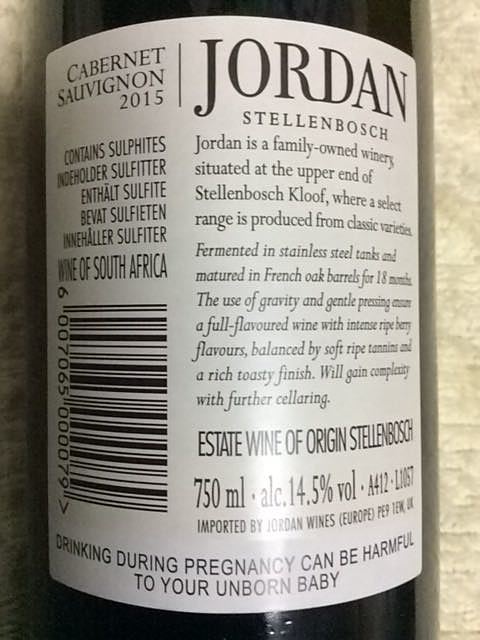 CABERNET
SAUVIGNON
2015
JORDAN
STELLENBOSCH
CONTAINS SULPHITES
INDEHOLDER SULFITTER
ENTHÄLT SULFITE
BEVAT SULFIETEN
INNEHÅLLER SULFITER
WINE OF SOUTH AFRICA
6 007065 000079 >
Jordan is a family-owned winery,
situated at the upper end of
Stellenbosch Kloof, where a select
range is produced from classic varieties.
Fermented in stainless steel tanks and
matured in French oak barrels for 18 months.
The use of gravity and gentle pressing ensure
a full-flavoured wine with intense ripe berry
flavours, balanced by soft ripe tannins and
a rich toasty finish. Will gain complexity
with further cellaring.
ESTATE WINE OF ORIGIN STELLENBOSCH
750 ml · alc.14.5% vol · A412 · L1057
IMPORTED BY JORDAN WINES (EUROPE) PE9 1EW, UK
DRINKING DURING PREGNANCY CAN BE HARMFUL
TO YOUR UNBORN BABY